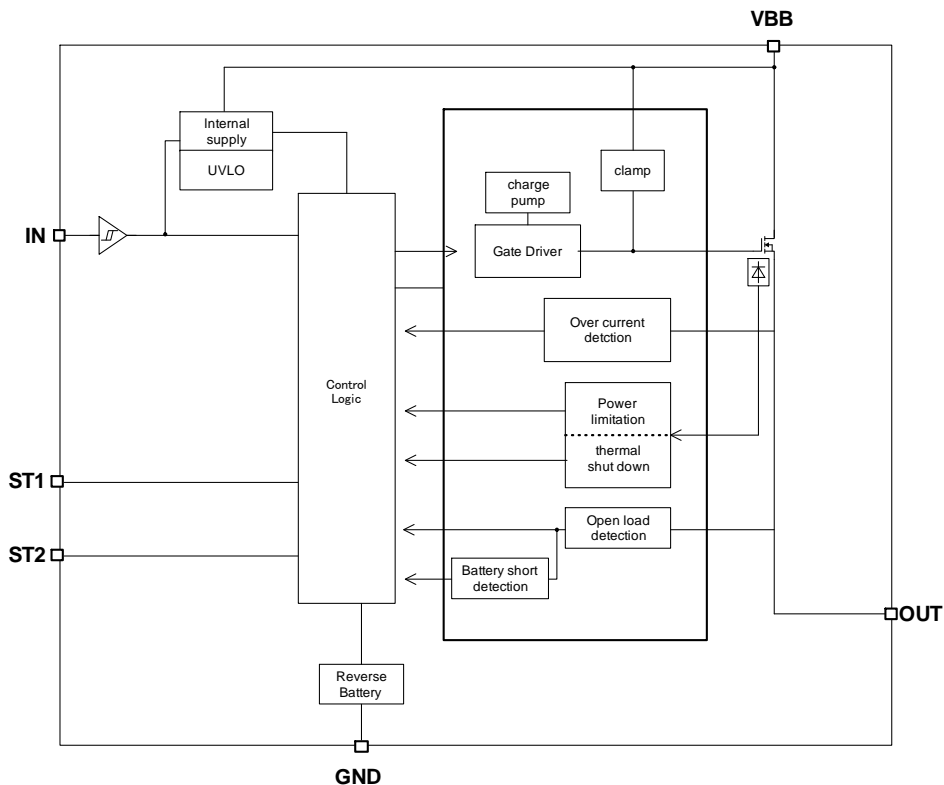 VBB
Internal
supply
UVLO
clamp
charge
pump
IN
Gate Driver
Over current
detction
Control
Logic
Power
limitation
thermal
shut down
ST1
Open load
detection
ST2
Battery short
detection
OUT
Reverse
Battery
GND